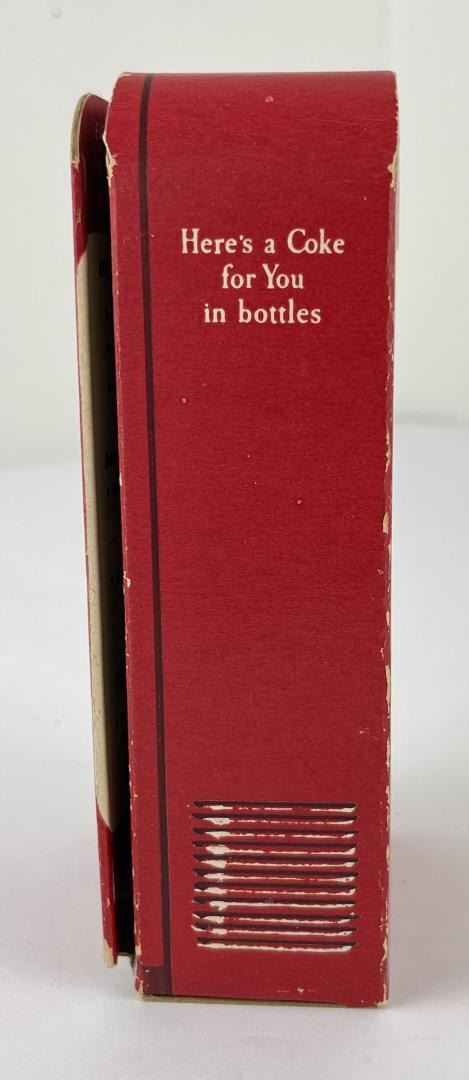 Here's a Coke
for You
in bottles